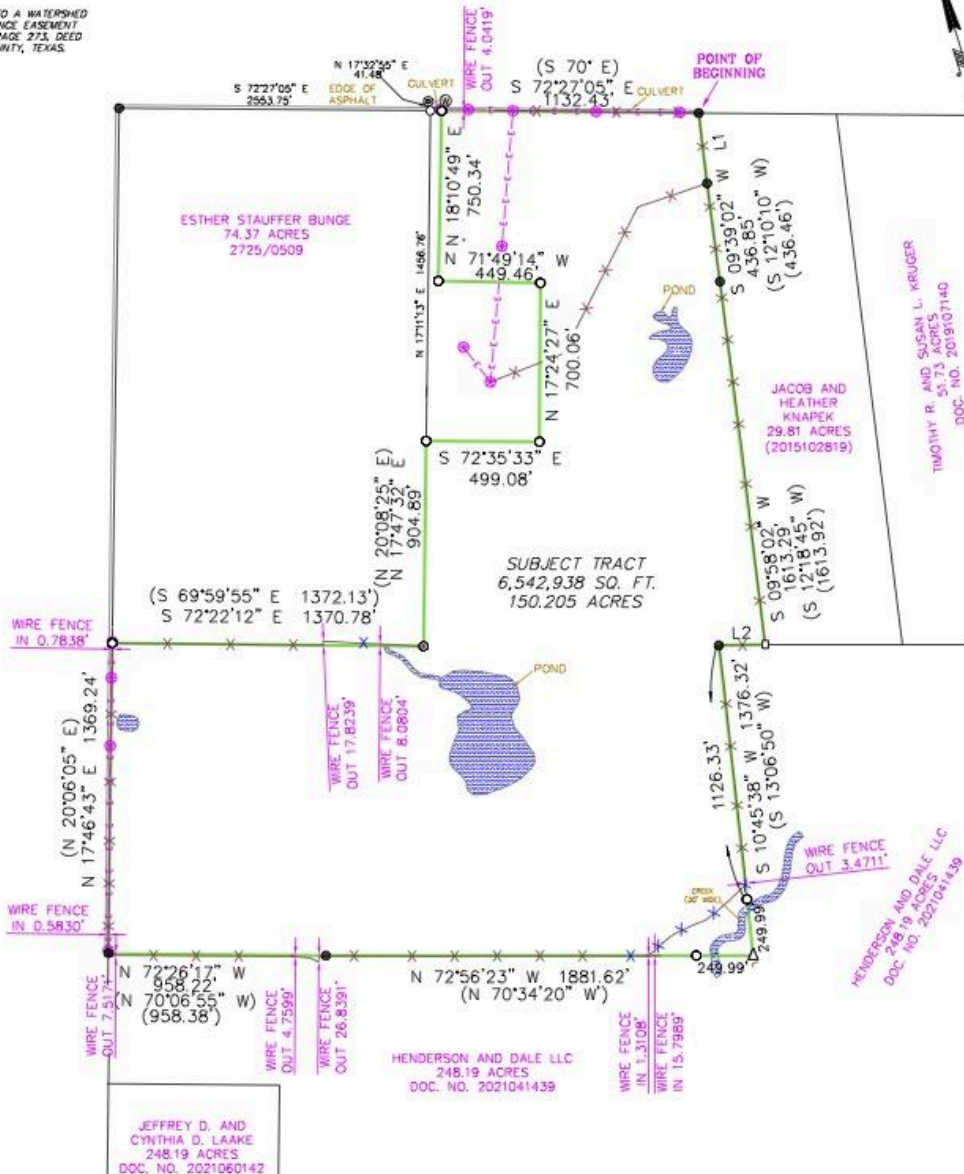 O A WATERSHED
NCE EASEMENT
AGE 273, DEED
NTY, TEXAS.
N 17°32'55" E
41.48'
S 72°27'05" E
2553.75'
EDGE OF
ASPHALT
CULVERT
WIRE FENCE
OUT 4.0419'
(S 70° E)
S 72°27'05" E
1132.43'
CULVERT
POINT OF
BEGINNING
L1
ESTHER STAUFFER BUNGE
74.37 ACRES
2725/0509
N 18°10'49" E
750.34'
N 71°49'14" W
449.46'
N 17°11'13" E 1456.76'
N 17°24'27" E
700.06'
S 72°35'33" E
499.08'
S 09°39'02" W
436.85'
(S 12°10'10" W)
(436.46')
POND
JACOB AND
HEATHER
KNAPEK
29.81 ACRES
(2015102819)
TIMOTHY R. AND SUSAN L. KRUGER
51.73 ACRES
DOC. NO. 2019107140
(N 20°08'25" E)
N 17°47'32" E
904.89'
S 09°58'02" W
1613.29'
(S 12°18'45" W)
(1613.92')
SUBJECT TRACT
6,542,938 SQ. FT.
150.205 ACRES
(S 69°59'55" E 1372.13')
S 72°22'12" E 1370.78'
WIRE FENCE
IN 0.7838'
L2
POND
WIRE FENCE
OUT 17.8239'
WIRE FENCE
OUT 8.0804'
(N 20°06'05" E)
N 17°46'43" E 1369.24'
1126.33'
S 10°45'38" W 1376.32'
(S 13°06'50" W)
WIRE FENCE
OUT 3.4711'
CREEK
(30' WIDE)
249.99'
249.99'
HENDERSON AND DALE LLC
248.19 ACRES
DOC. NO. 2021041439
WIRE FENCE
IN 0.5830'
N 72°26'17" W
958.22'
(N 70°06'55" W)
(958.38')
WIRE FENCE
OUT 7.517'
WIRE FENCE
OUT 4.7599'
WIRE FENCE
OUT 26.8391'
N 72°56'23" W 1881.62'
(N 70°34'20" W')
WIRE FENCE
IN 1.3108'
WIRE FENCE
IN 15.7989'
HENDERSON AND DALE LLC
248.19 ACRES
DOC. NO. 2021041439
JEFFREY D. AND
CYNTHIA D. LAAKE
248.19 ACRES
DOC. NO. 2021060142